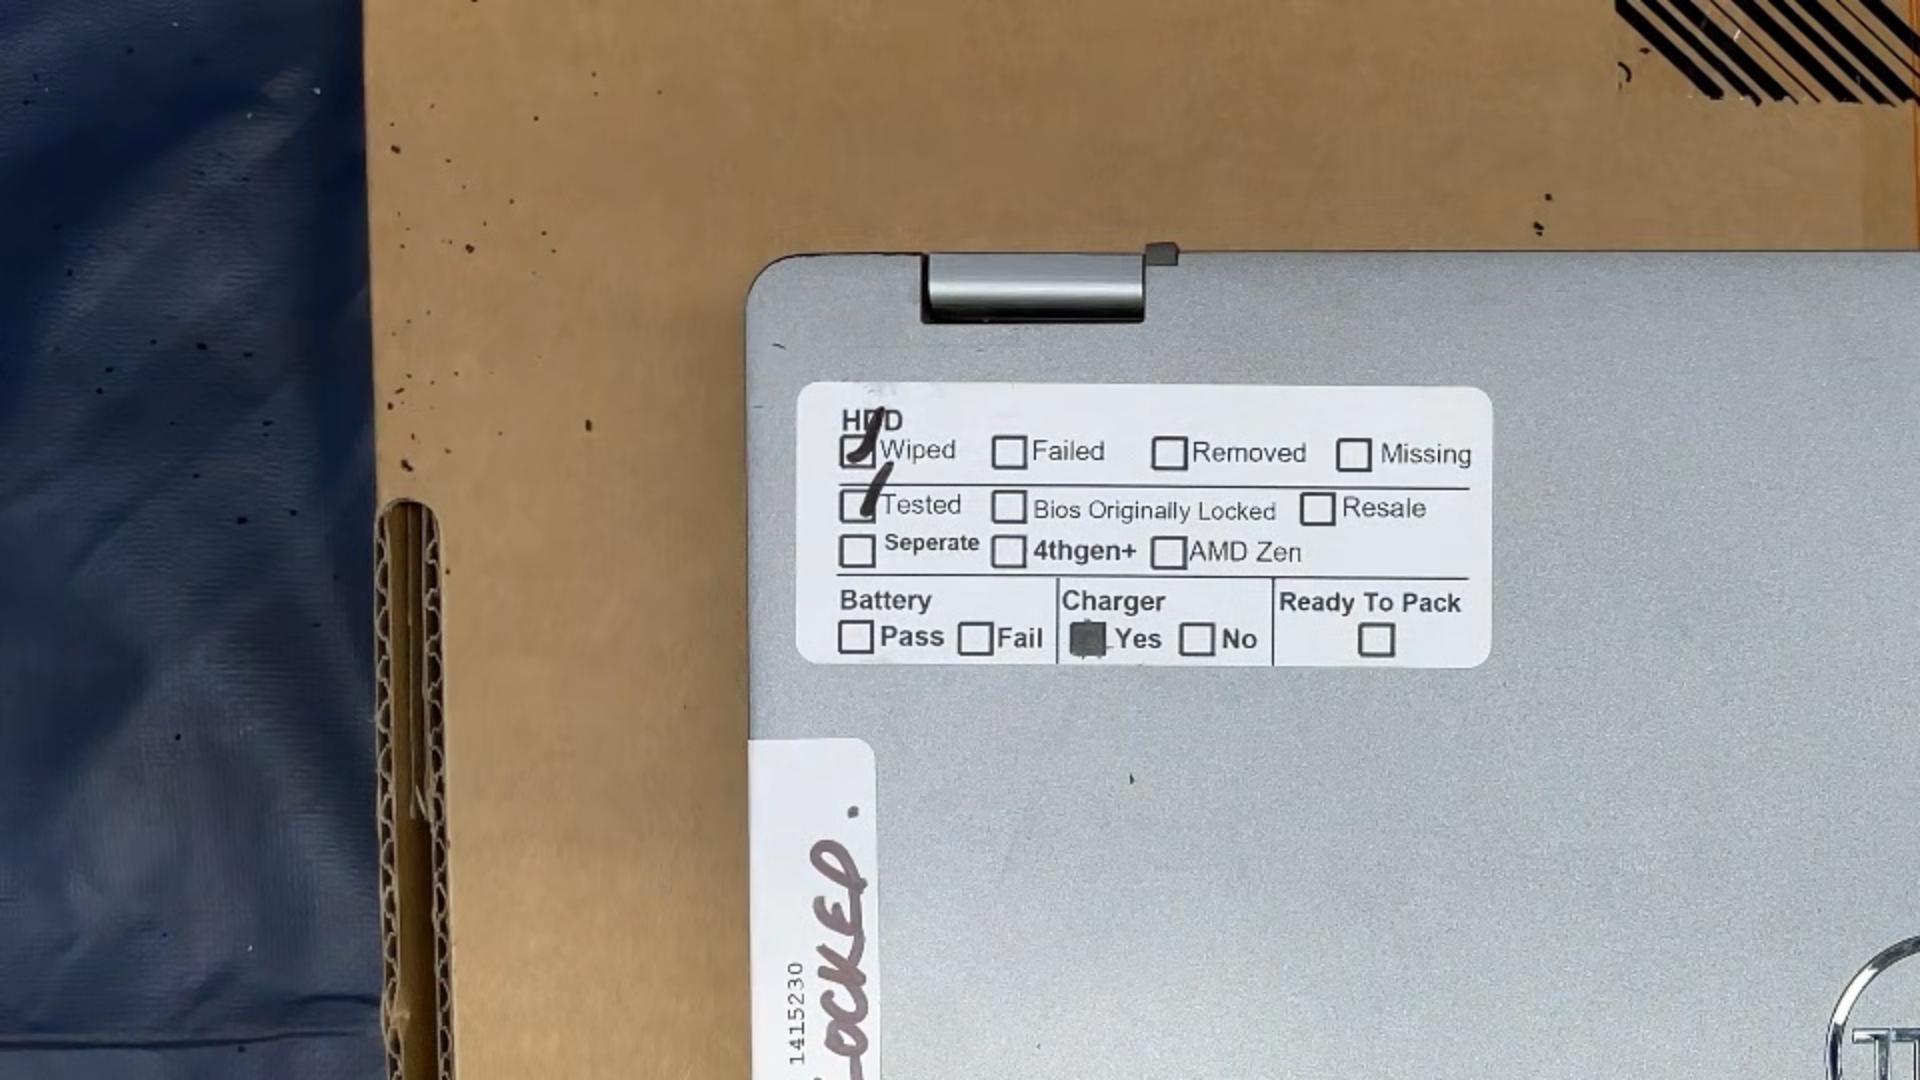 HDD
Wiped Failed Removed Missing
Tested Bios Originally Locked Resale
Seperate 4thgen+ AMD Zen
Battery Charger Ready To Pack
Pass Fail Yes No
1415230
LOCKED.